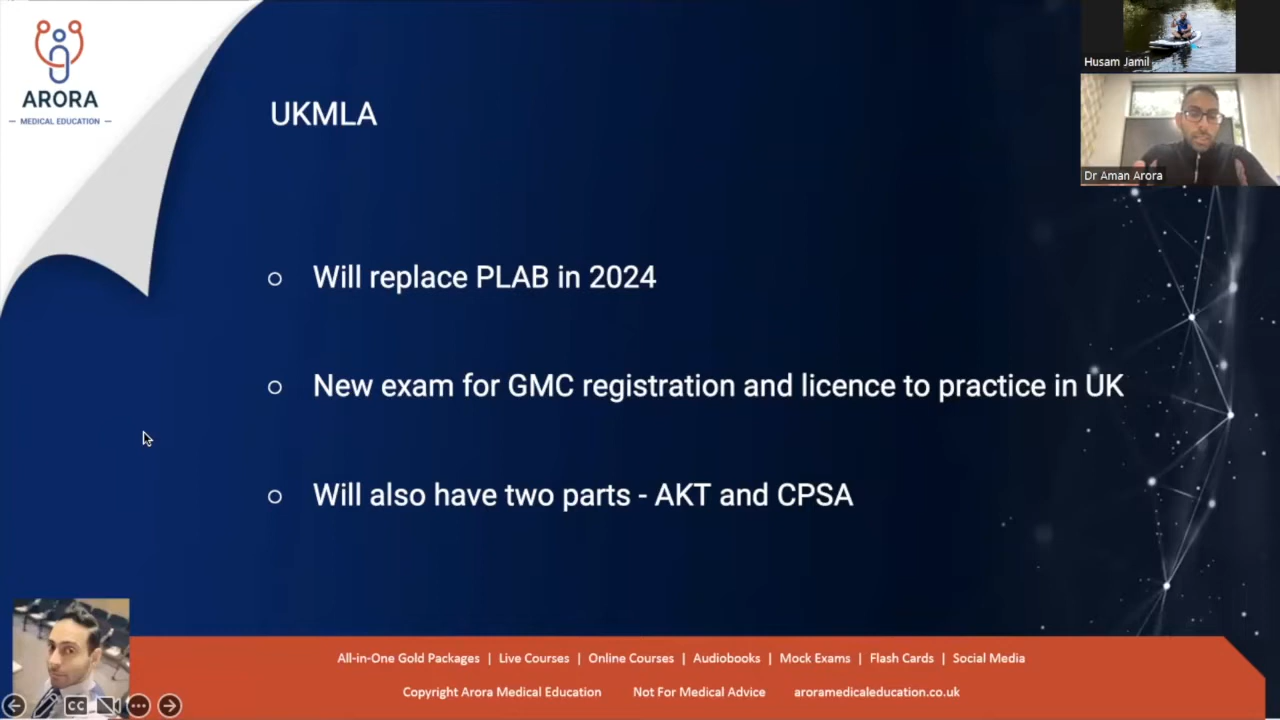 ARORA
MEDICAL EDUCATION
UKMLA
Husam Jamil
Dr Aman Arora
Will replace PLAB in 2024
New exam for GMC registration and licence to practice in UK
Will also have two parts - AKT and CPSA
All-in-One Gold Packages | Live Courses | Online Courses | Audiobooks | Mock Exams | Flash Cards | Social Media
Copyright Arora Medical Education Not For Medical Advice aroramedicaleducation.co.uk
CC